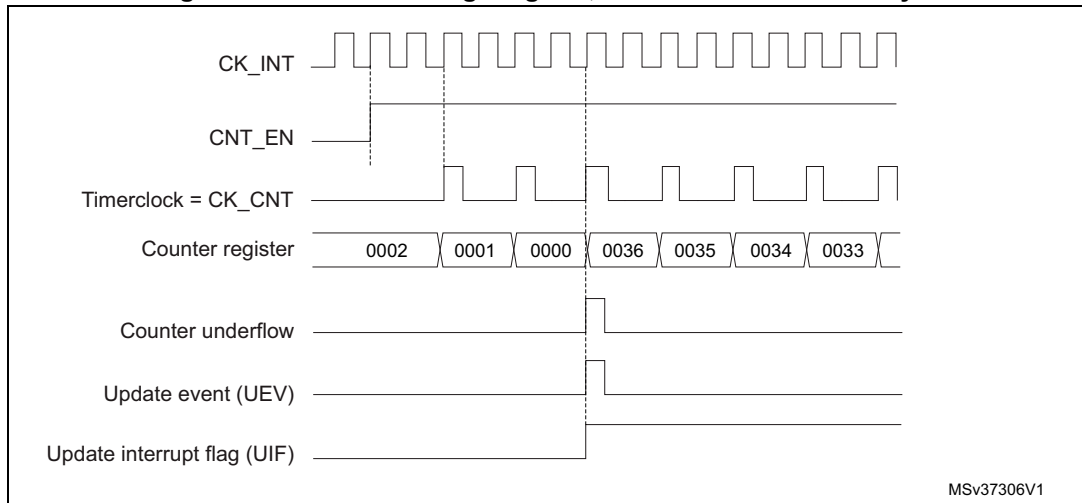 CK_INT
CNT_EN
Timerclock = CK_CNT
Counter register 0002 0001 0000 0036 0035 0034 0033
Counter underflow
Update event (UEV)
Update interrupt flag (UIF)
MSv37306V1